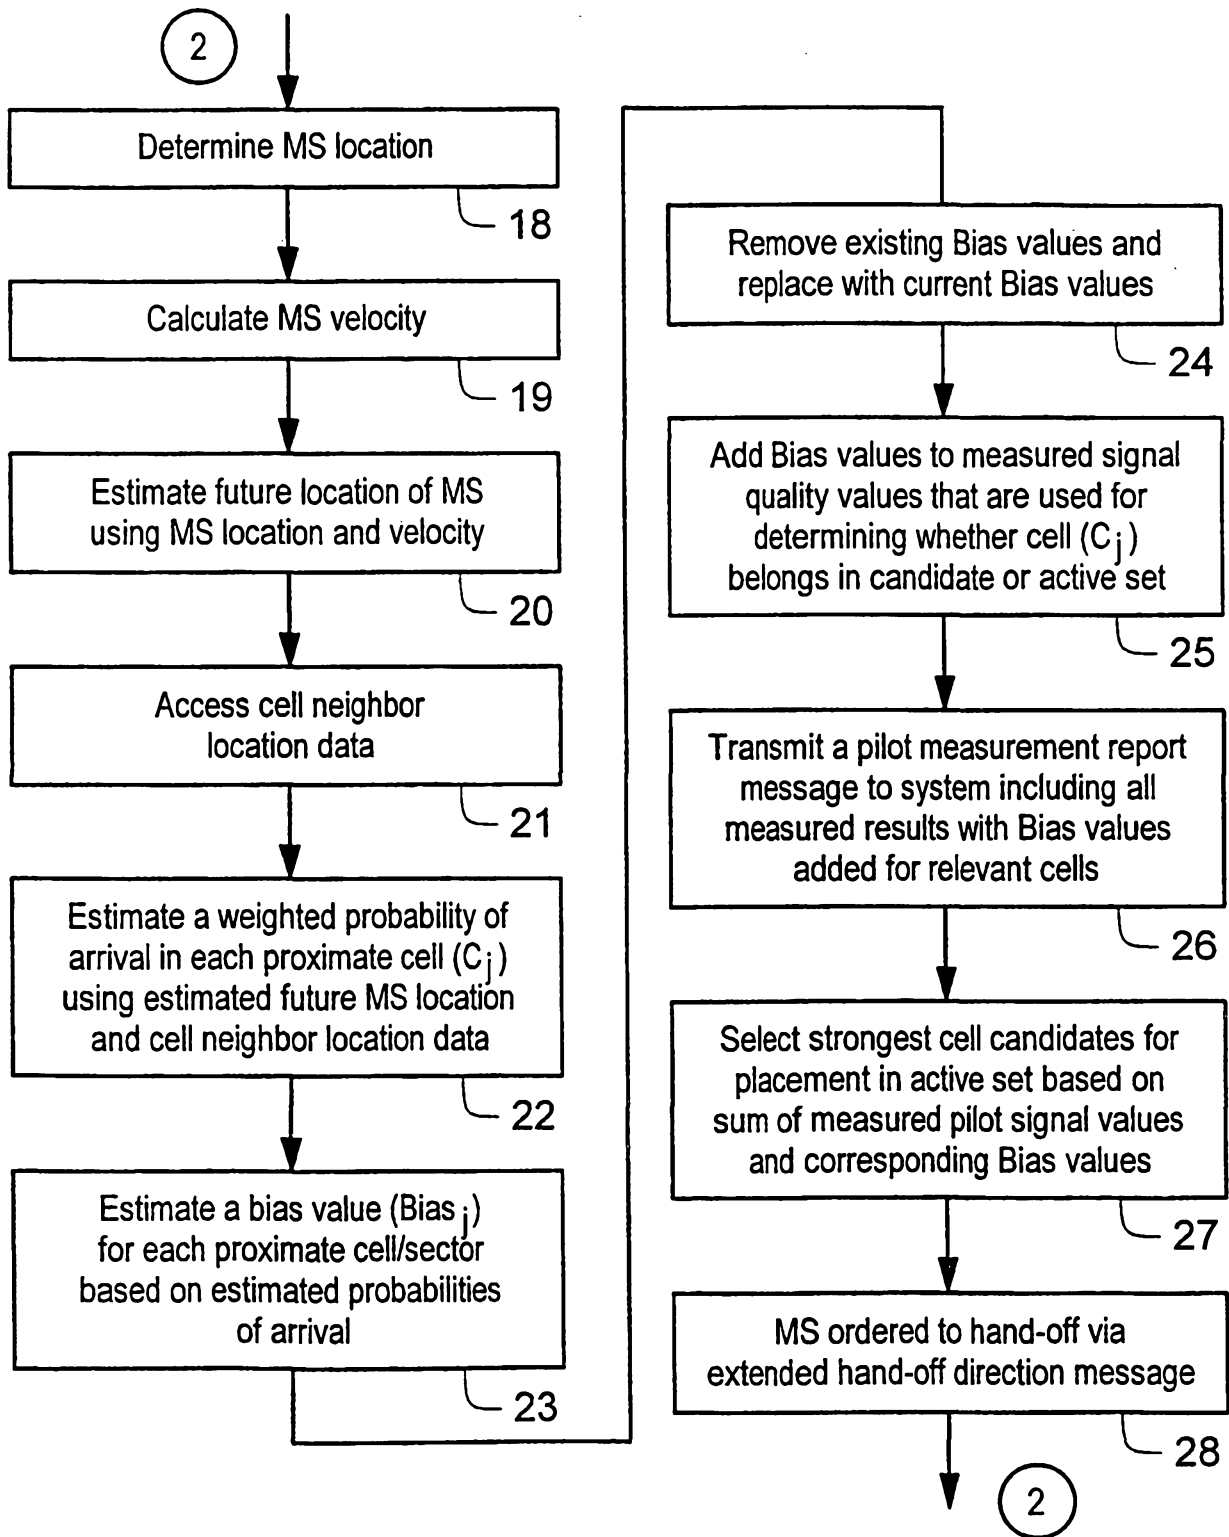 2
Determine MS location
18
Calculate MS velocity
19
Estimate future location of MS
using MS location and velocity
20
Access cell neighbor
location data
21
Estimate a weighted probability of
arrival in each proximate cell (Cj)
using estimated future MS location
and cell neighbor location data
22
Estimate a bias value (Biasj)
for each proximate cell/sector
based on estimated probabilities
of arrival
23
Remove existing Bias values and
replace with current Bias values
24
Add Bias values to measured signal
quality values that are used for
determining whether cell (Cj)
belongs in candidate or active set
25
Transmit a pilot measurement report
message to system including all
measured results with Bias values
added for relevant cells
26
Select strongest cell candidates for
placement in active set based on
sum of measured pilot signal values
and corresponding Bias values
27
MS ordered to hand-off via
extended hand-off direction message
28
2